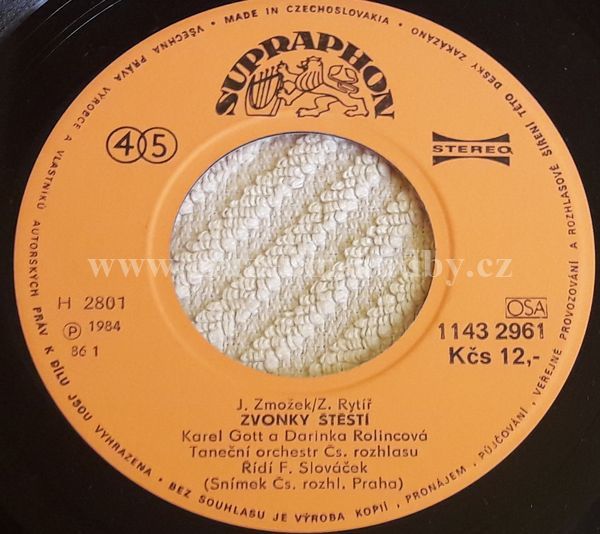 VŠECHNA PRÁVA VÝROBCE A VLASTNÍKŮ AUTORSKÝCH PRÁV K DÍLU JSOU VYHRAZENA • BEZ SOUHLASU JE VÝROBA KOPIÍ, PRONÁJEM, PŮJČOVÁNÍ, VEŘEJNÉ PROVOZOVÁNÍ A ROZHLASOVÉ ŠÍŘENÍ TÉTO DESKY ZAKÁZÁNO • MADE IN CZECHOSLOVAKIA •
SUPRAPHON
45
STEREO
H 2801
Ⓟ 1984
86 1
OSA
1143 2961
Kčs 12,-
J. Zmožek/Z. Rytíř
ZVONKY ŠTĚSTÍ
Karel Gott a Darinka Rolincová
Taneční orchestr Čs. rozhlasu
Řídí F. Slováček
(Snímek Čs. rozhl. Praha)